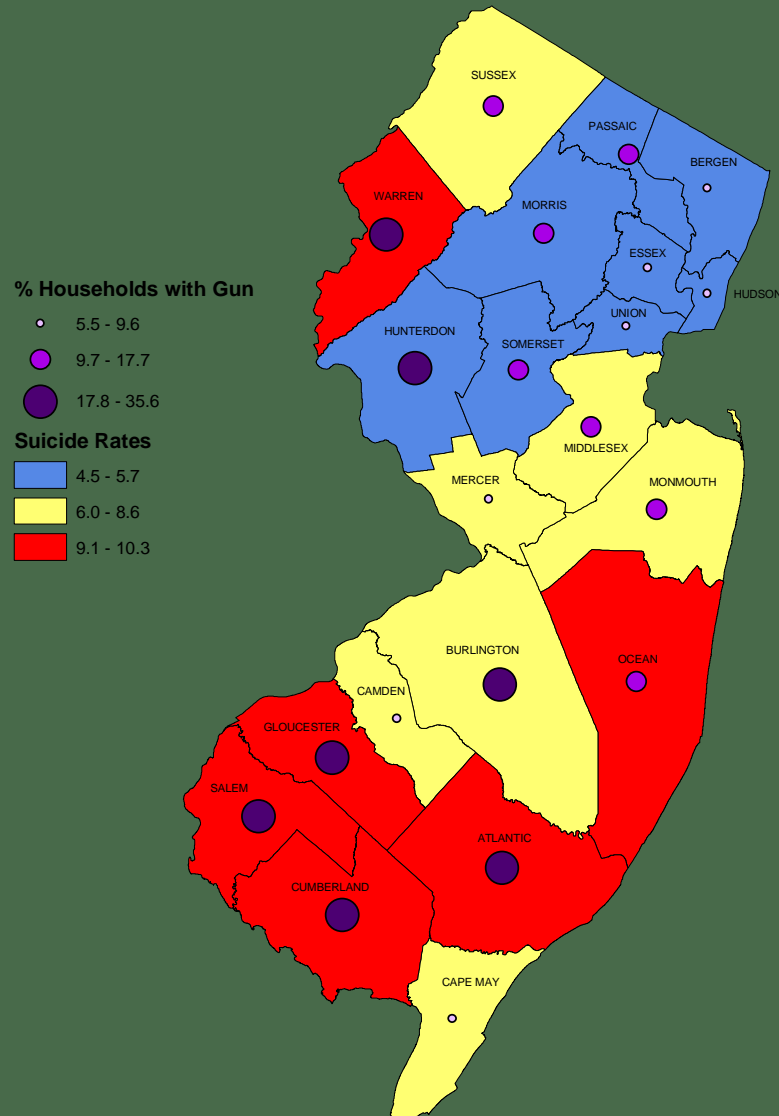 SUSSEX
PASSAIC
BERGEN
WARREN
MORRIS
ESSEX
% Households with Gun
HUDSON
5.5 - 9.6
UNION
HUNTERDON
SOMERSET
9.7 - 17.7
17.8 - 35.6
Suicide Rates
MIDDLESEX
4.5 - 5.7
MERCER
MONMOUTH
6.0 - 8.6
9.1 - 10.3
BURLINGTON
OCEAN
CAMDEN
GLOUCESTER
SALEM
ATLANTIC
CUMBERLAND
CAPE MAY